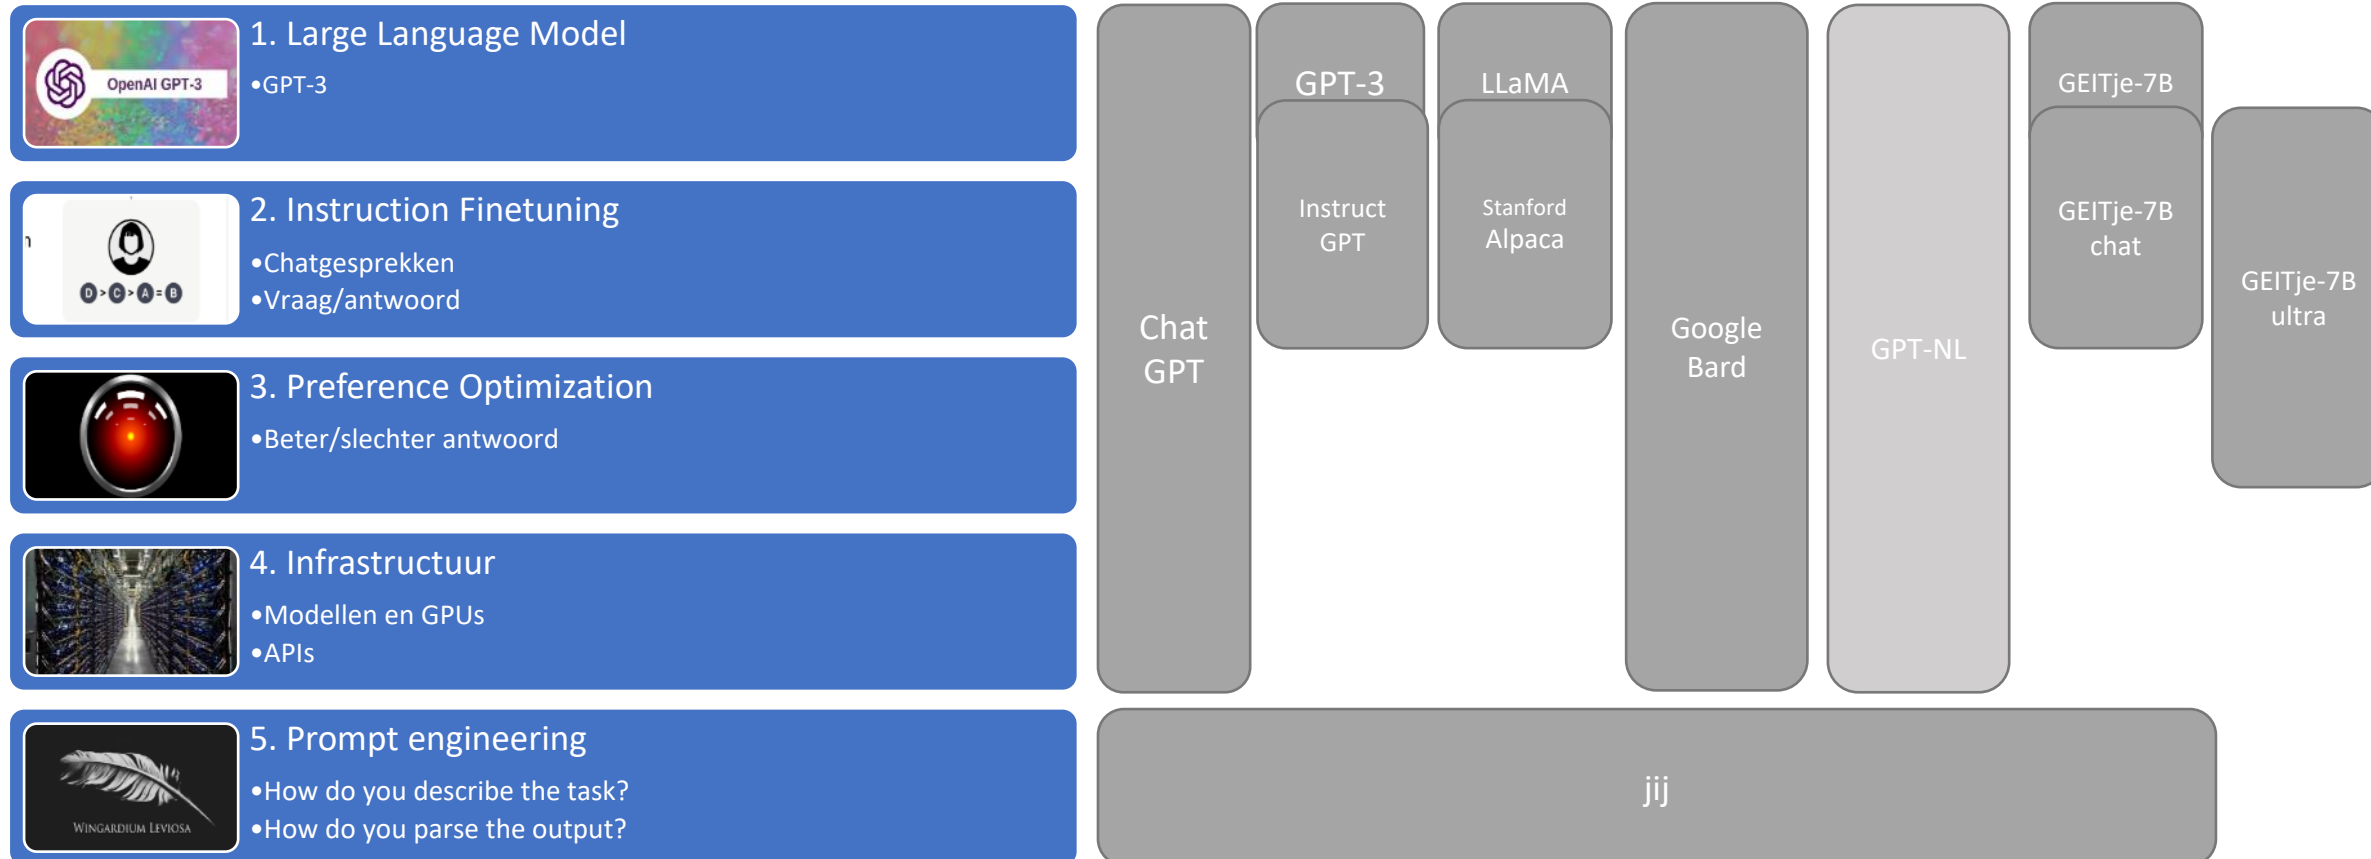 1. Large Language Model
•GPT-3
OpenAI GPT-3
2. Instruction Finetuning
•Chatgesprekken
•Vraag/antwoord
n
D > C > A = B
3. Preference Optimization
•Beter/slechter antwoord
4. Infrastructuur
•Modellen en GPUs
•APIs
5. Prompt engineering
•How do you describe the task?
•How do you parse the output?
WINGARDIUM LEVIOSA
Chat
GPT
GPT-3
Instruct
GPT
LLaMA
Stanford
Alpaca
Google
Bard
GPT-NL
GEITje-7B
GEITje-7B
chat
GEITje-7B
ultra
jij